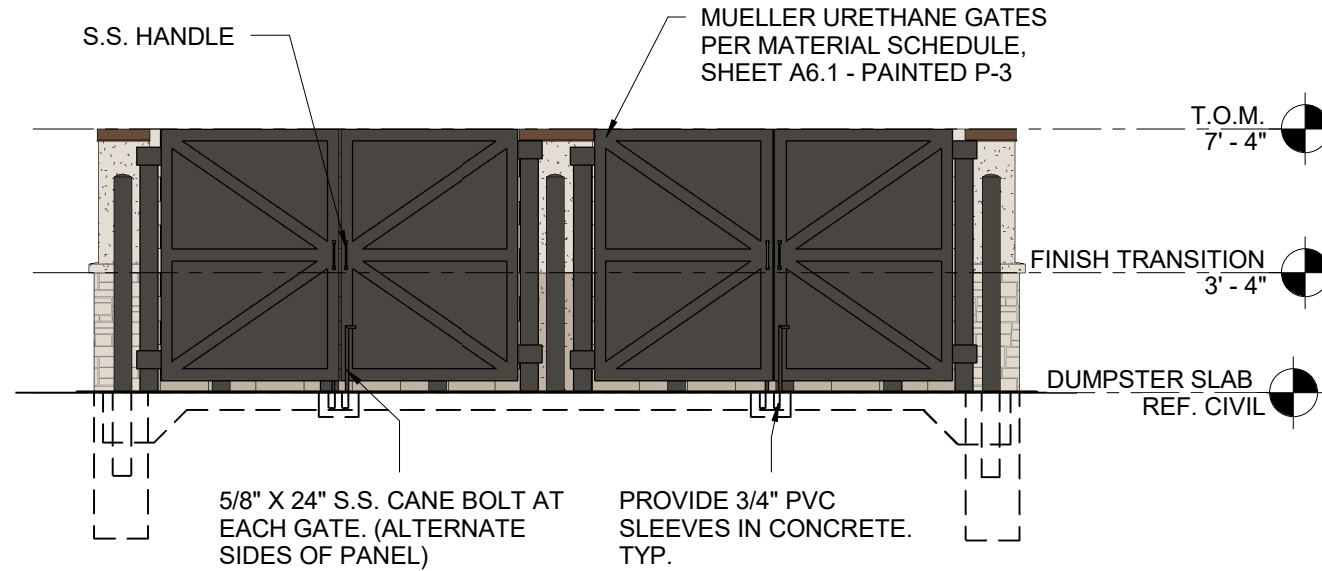 S.S. HANDLE
MUELLER URETHANE GATES
PER MATERIAL SCHEDULE,
SHEET A6.1 - PAINTED P-3
T.O.M.
7' - 4"
FINISH TRANSITION
3' - 4"
DUMPSTER SLAB
REF. CIVIL
5/8" X 24" S.S. CANE BOLT AT
EACH GATE. (ALTERNATE
SIDES OF PANEL)
PROVIDE 3/4" PVC
SLEEVES IN CONCRETE.
TYP.